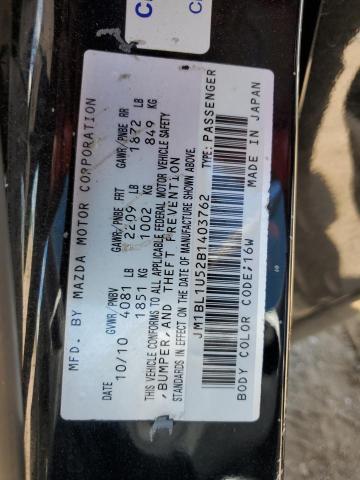 MFD. BY MAZDA MOTOR CORPORATION
DATE GVWR/PNBV GAWR/PNBE FRT GAWR/PNBE RR
10/10 4081 LB 2209 LB 1872 LB
1851 KG 1002 KG 849 KG
THIS VEHICLE CONFORMS TO ALL APPLICABLE FEDERAL MOTOR VEHICLE SAFETY
,BUMPER,AND THEFT PREVENTION
STANDARDS IN EFFECT ON THE DATE OF MANUFACTURE SHOWN ABOVE.
JM1BL1U52B1403762 TYPE: PASSENGER
BODY COLOR CODE;16W MADE IN JAPAN